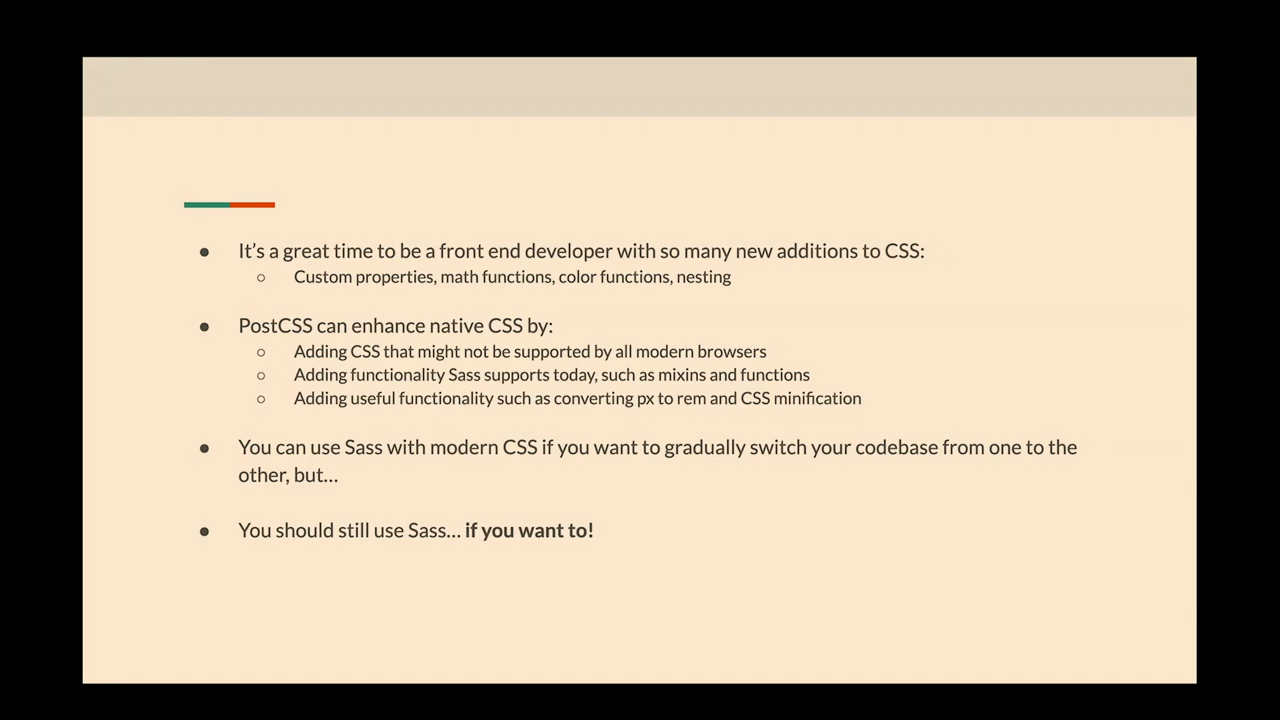 ● It’s a great time to be a front end developer with so many new additions to CSS:
○ Custom properties, math functions, color functions, nesting
● PostCSS can enhance native CSS by:
○ Adding CSS that might not be supported by all modern browsers
○ Adding functionality Sass supports today, such as mixins and functions
○ Adding useful functionality such as converting px to rem and CSS minification
● You can use Sass with modern CSS if you want to gradually switch your codebase from one to the
other, but…
● You should still use Sass… if you want to!